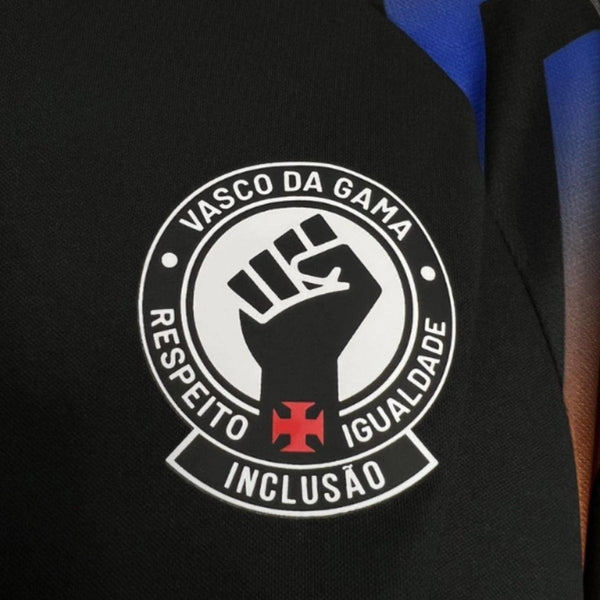 VASCO DA GAMA
RESPEITO
IGUALDADE
INCLUSÃO